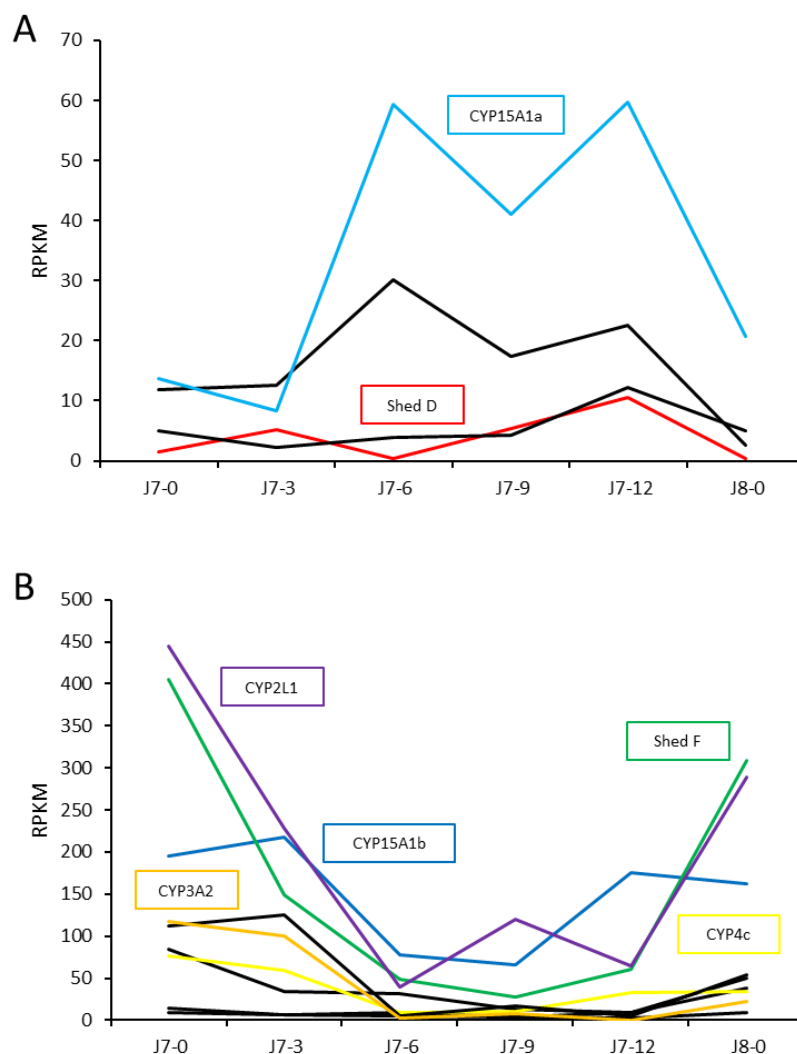 A
70
60
50
40
30
20
10
0
RPKM
CYP15A1a
Shed D
J7-0 J7-3 J7-6 J7-9 J7-12 J8-0
B
500
450
400
350
300
250
200
150
100
50
0
RPKM
CYP2L1
Shed F
CYP15A1b
CYP3A2
CYP4c
J7-0 J7-3 J7-6 J7-9 J7-12 J8-0